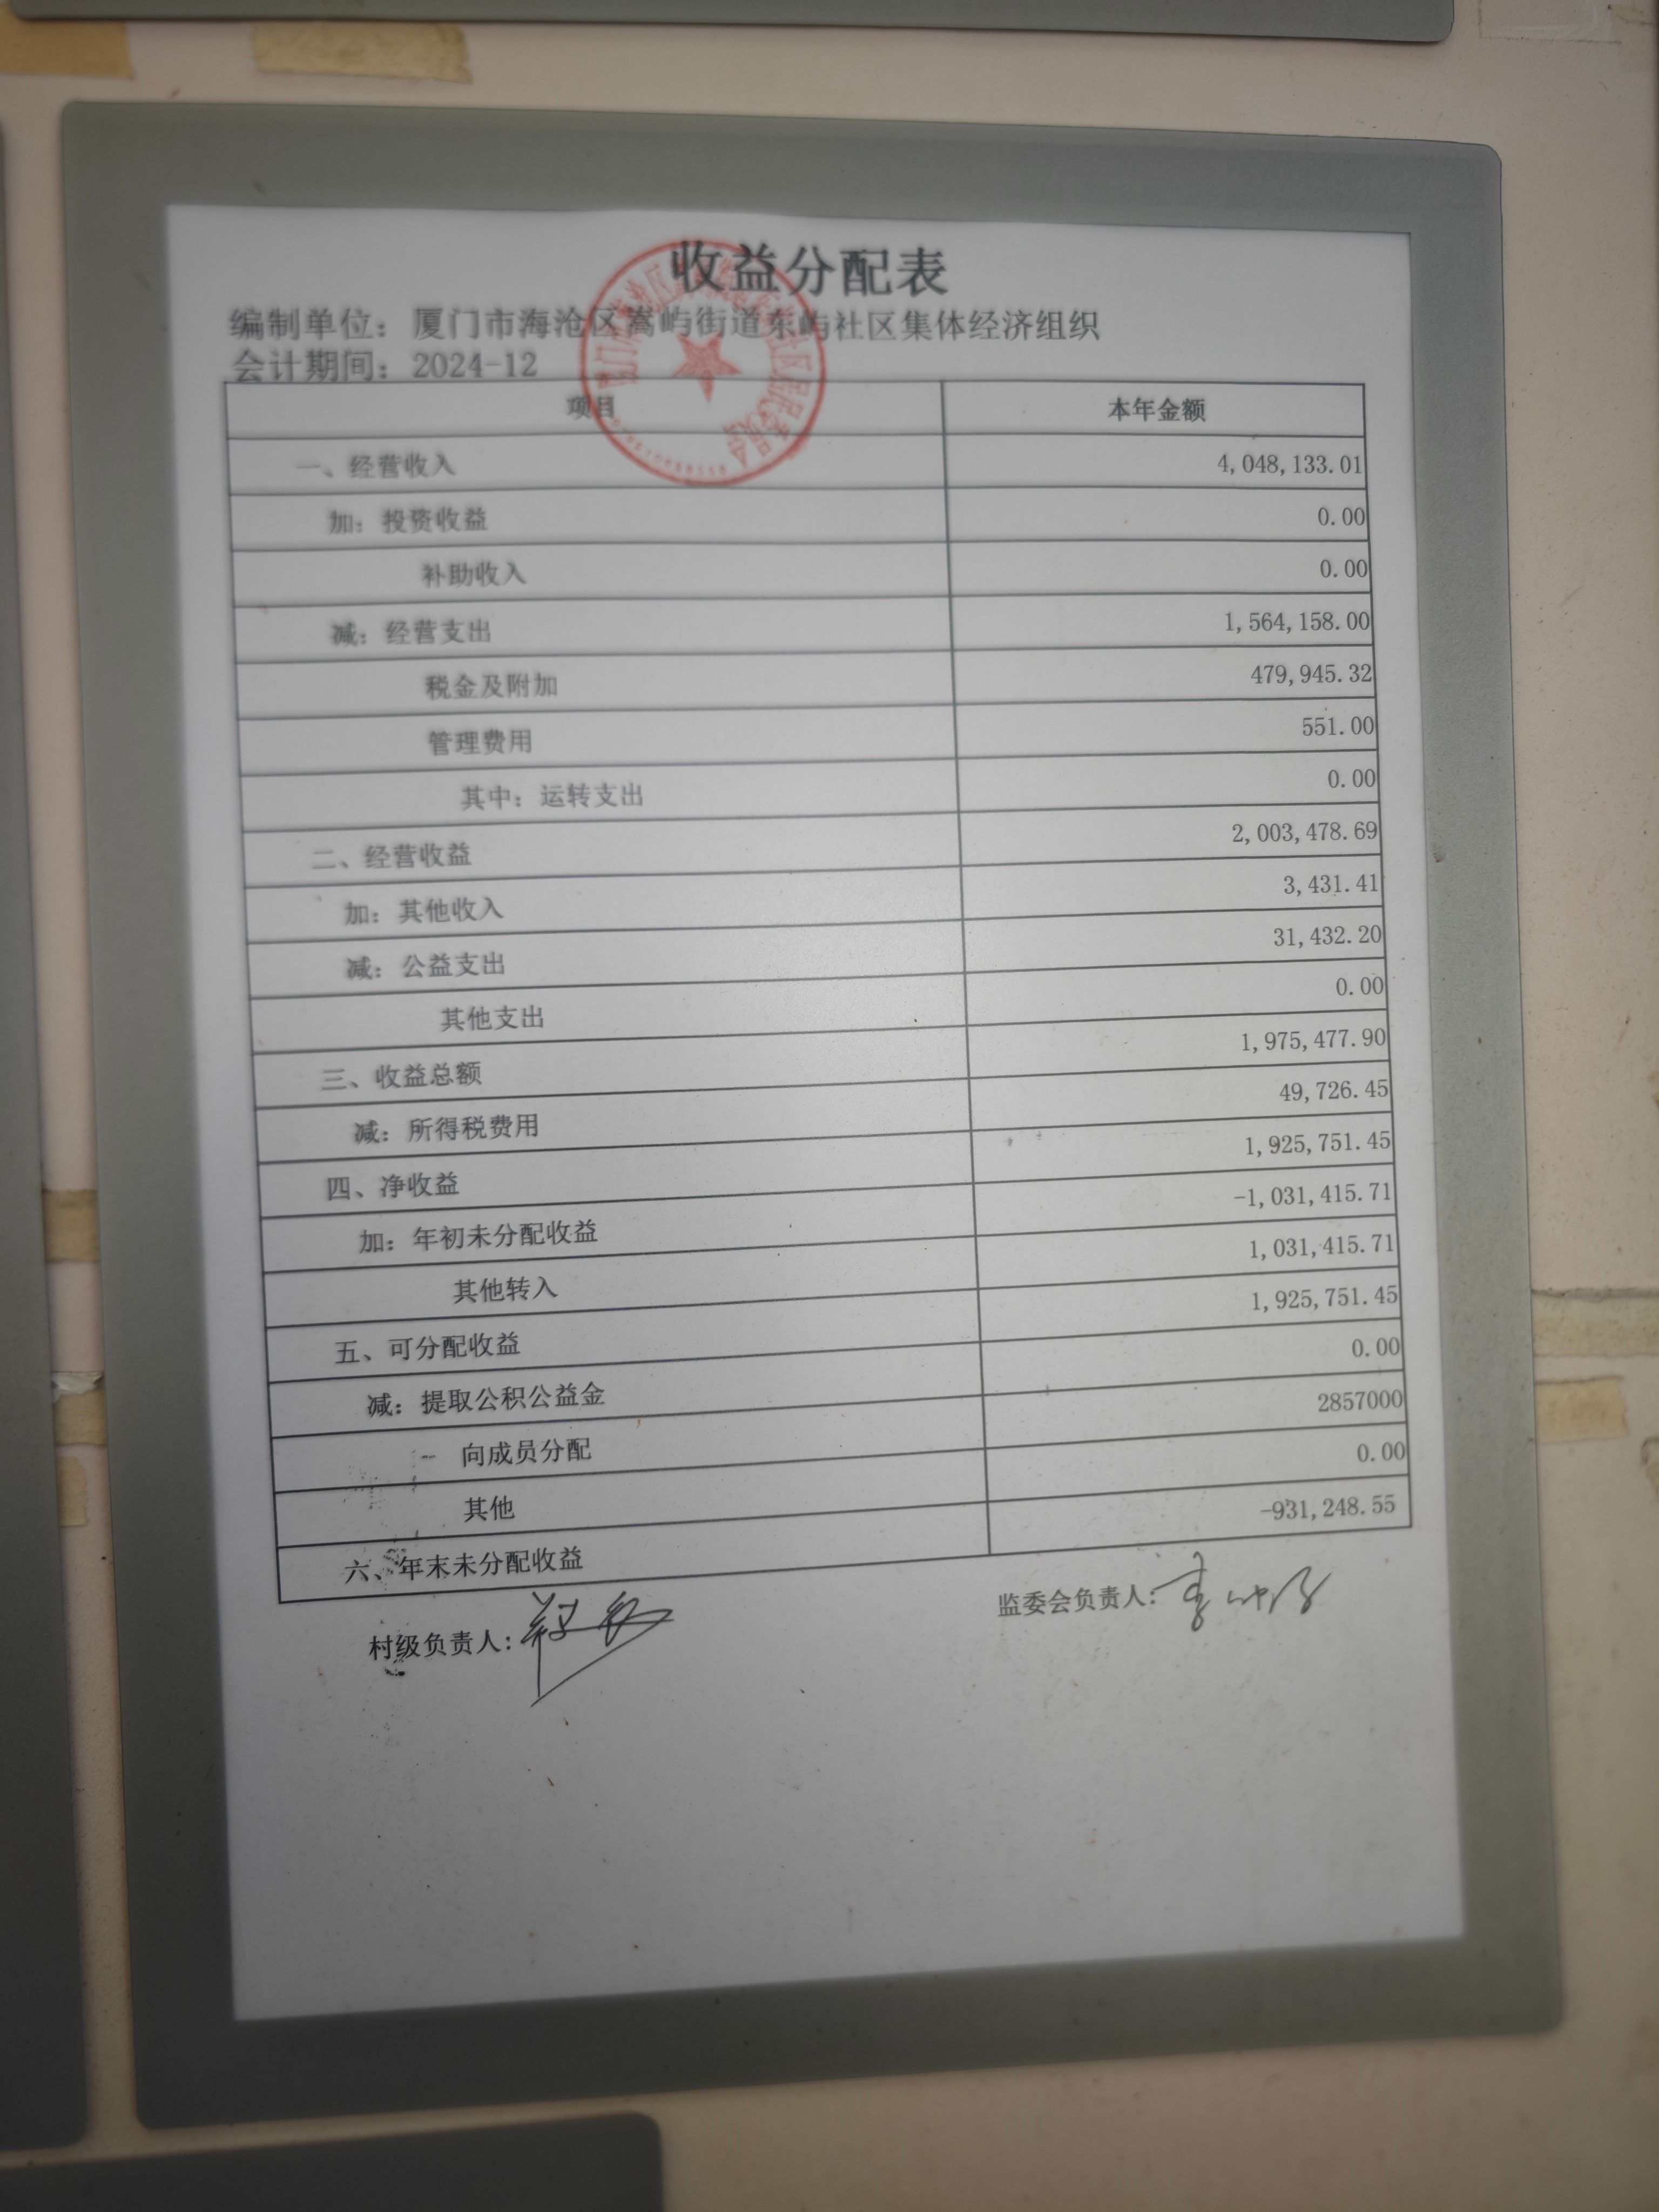 收益分配表
编制单位：厦门市海沧区嵩屿街道东屿社区集体经济组织
会计期间：2024-12
项目 本年金额
一、经营收入 4,048,133.01
加：投资收益 0.00
补助收入 0.00
减：经营支出 1,564,158.00
税金及附加 479,945.32
管理费用 551.00
其中：运转支出 0.00
二、经营收益 2,003,478.69
加：其他收入 3,431.41
减：公益支出 31,432.20
其他支出 0.00
三、收益总额 1,975,477.90
减：所得税费用 49,726.45
四、净收益 1,925,751.45
加：年初未分配收益 -1,031,415.71
其他转入 1,031,415.71
五、可分配收益 1,925,751.45
减：提取公积公益金 0.00
向成员分配 2857000
其他 0.00
六、年末未分配收益 -931,248.55
村级负责人： 监委会负责人：